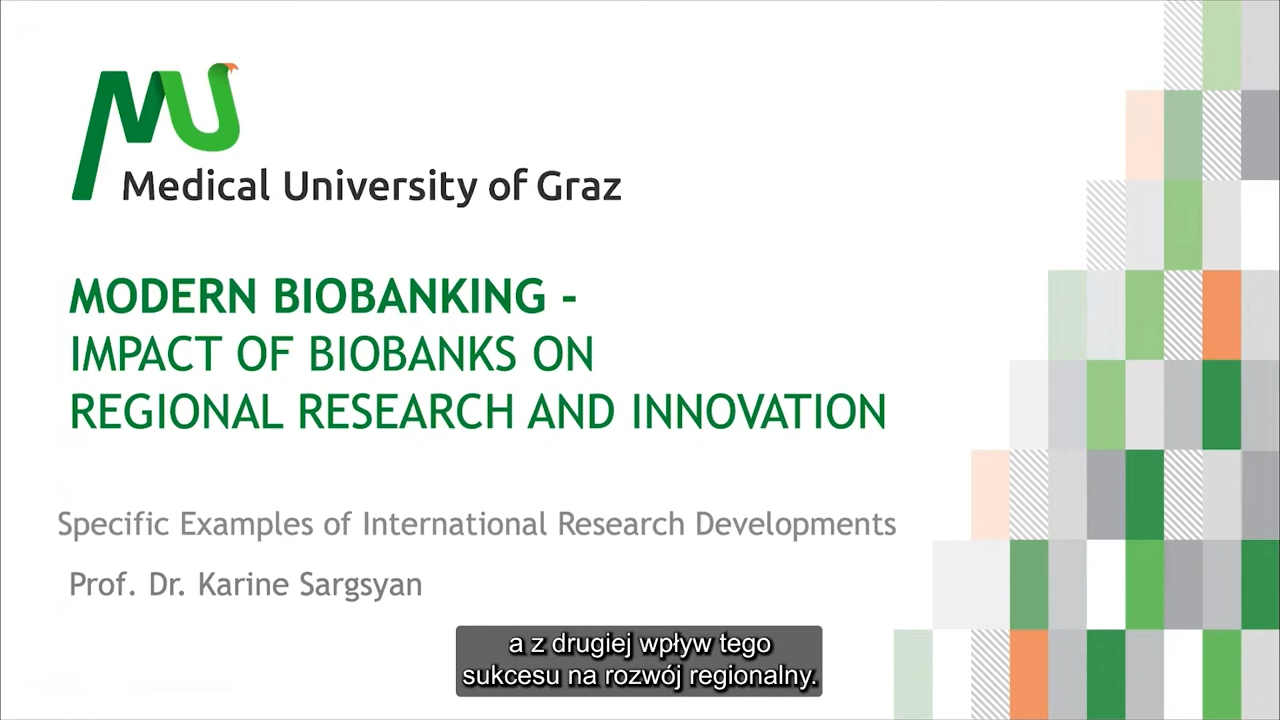 MU
Medical University of Graz
MODERN BIOBANKING -
IMPACT OF BIOBANKS ON
REGIONAL RESEARCH AND INNOVATION
Specific Examples of International Research Developments
Prof. Dr. Karine Sargsyan
a z drugiej wpływ tego
sukcesu na rozwój regionalny.